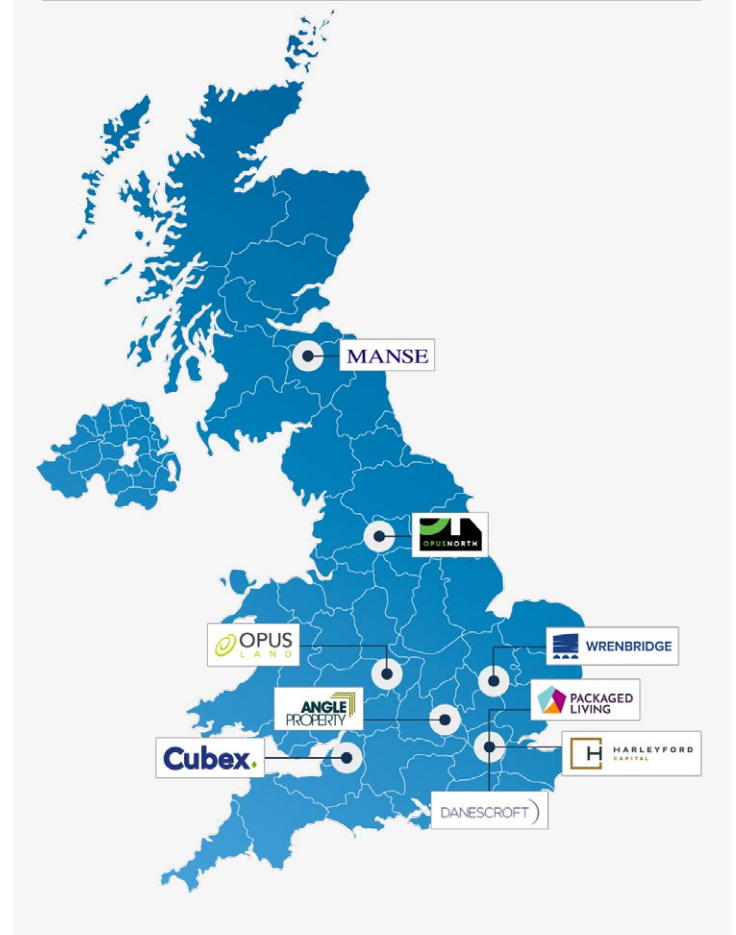 MANSE
OPUSNORTH
OPUS
LAND
WRENBRIDGE
PACKAGED
LIVING
ANGLE
PROPERTY
HARLEYFORD
CAPITAL
Cubex.
DANESCROFT